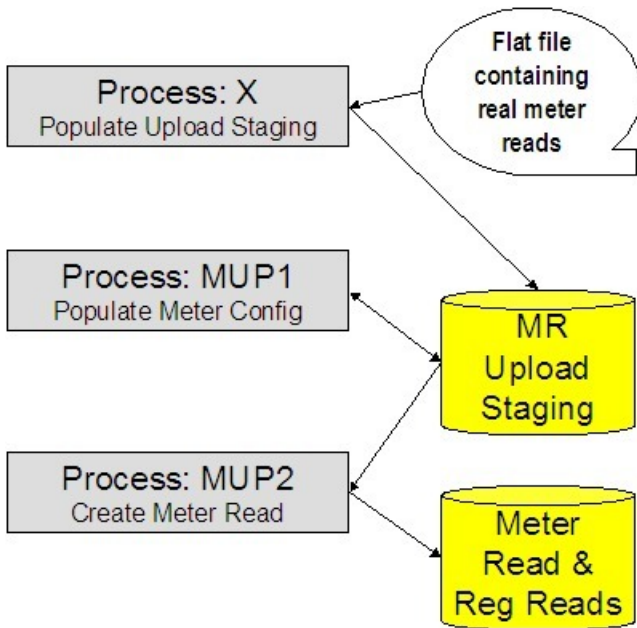 Flat file
containing
real meter
reads
Process: X
Populate Upload Staging
Process: MUP1
Populate Meter Config
MR
Upload
Staging
Process: MUP2
Create Meter Read
Meter
Read &
Reg Reads